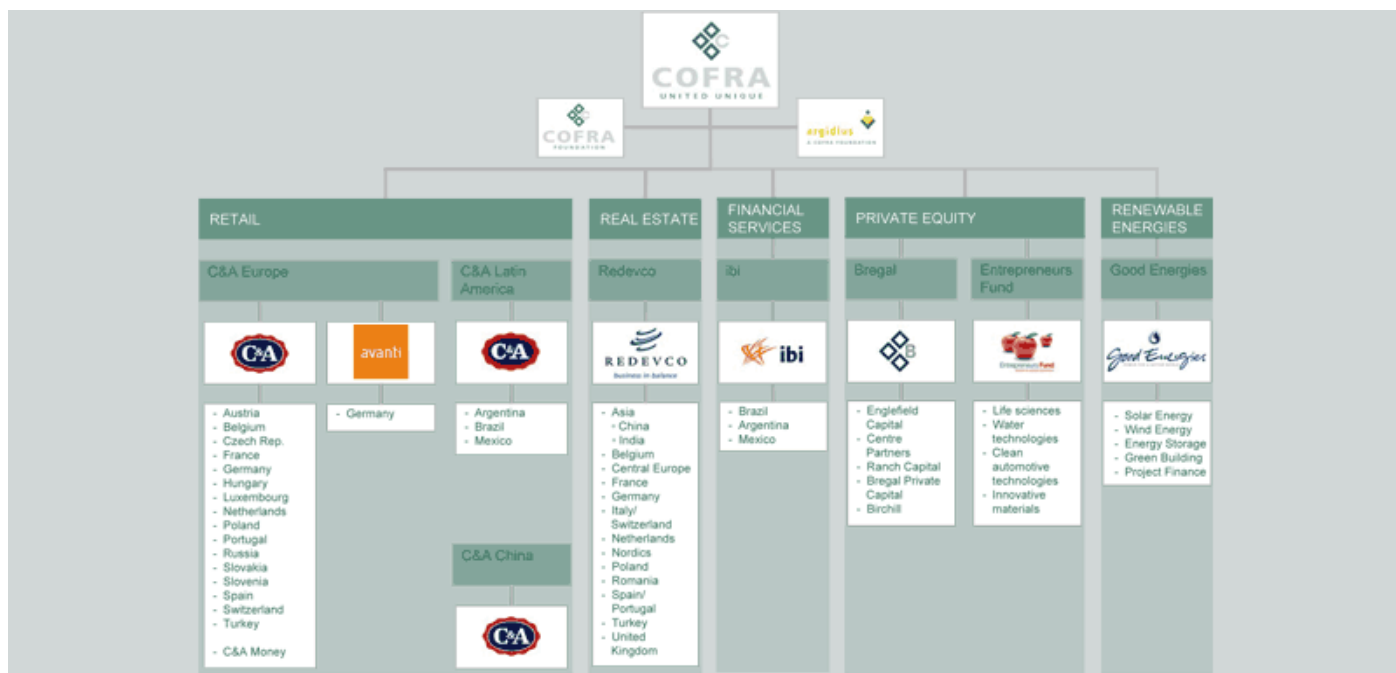 C
COFRA
UNITED UNIQUE
COFRA
FOUNDATION
argidius
A COFRA FOUNDATION
RETAIL
REAL ESTATE
FINANCIAL
SERVICES
PRIVATE EQUITY
RENEWABLE
ENERGIES
C&A Europe
C&A Latin
America
Redevco
ibi
Bregal
Entrepreneurs
Fund
Good Energies
C&A
avanti
C&A
REDEVCO
business in balance
ibi
B
EntrepreneursFund
Good Energies
- Austria
- Belgium
- Czech Rep.
- France
- Germany
- Hungary
- Luxembourg
- Netherlands
- Poland
- Portugal
- Russia
- Slovakia
- Slovenia
- Spain
- Switzerland
- Turkey
- C&A Money
- Germany
- Argentina
- Brazil
- Mexico
C&A China
C&A
- Asia
◦ China
◦ India
- Belgium
- Central Europe
- France
- Germany
- Italy/
Switzerland
- Netherlands
- Nordics
- Poland
- Romania
- Spain/
Portugal
- Turkey
- United
Kingdom
- Brazil
- Argentina
- Mexico
- Englefield
Capital
- Centre
Partners
- Ranch Capital
- Bregal Private
Capital
- Birchill
- Life sciences
- Water
technologies
- Clean
automotive
technologies
- Innovative
materials
- Solar Energy
- Wind Energy
- Energy Storage
- Green Building
- Project Finance